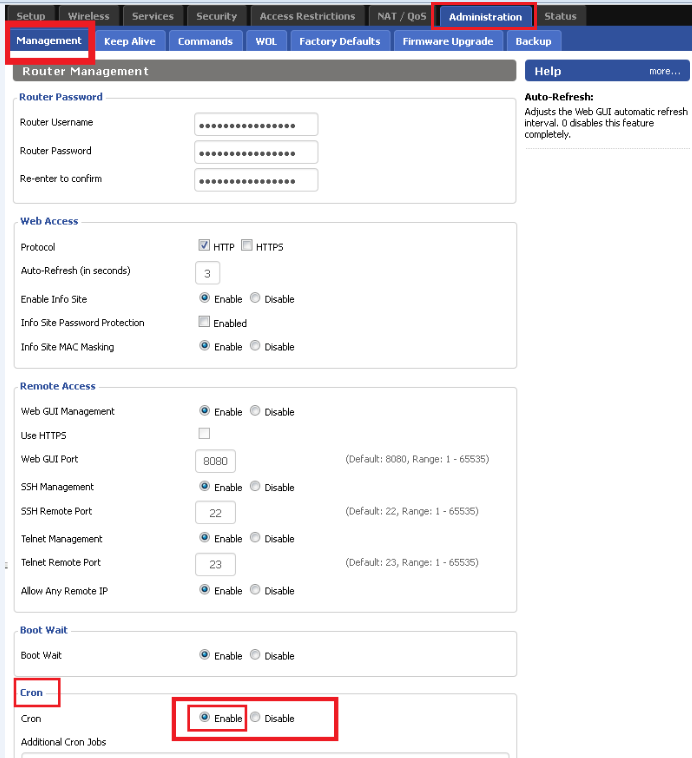 Setup Wireless Services Security Access Restrictions NAT / QoS Administration Status
Management Keep Alive Commands WOL Factory Defaults Firmware Upgrade Backup
Router Management
Help more...
Auto-Refresh:
Adjusts the Web GUI automatic refresh
interval. 0 disables this feature
completely.
Router Password
Router Username ••••••••••••••••
Router Password ••••••••••••••••
Re-enter to confirm ••••••••••••••••
Web Access
Protocol HTTP HTTPS
Auto-Refresh (in seconds) 3
Enable Info Site Enable Disable
Info Site Password Protection Enabled
Info Site MAC Masking Enable Disable
Remote Access
Web GUI Management Enable Disable
Use HTTPS
Web GUI Port 8080 (Default: 8080, Range: 1 - 65535)
SSH Management Enable Disable
SSH Remote Port 22 (Default: 22, Range: 1 - 65535)
Telnet Management Enable Disable
Telnet Remote Port 23 (Default: 23, Range: 1 - 65535)
Allow Any Remote IP Enable Disable
Boot Wait
Boot Wait Enable Disable
Cron
Cron Enable Disable
Additional Cron Jobs